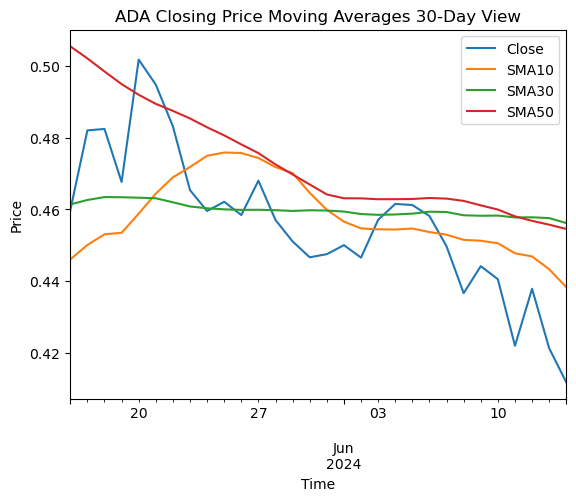 ADA Closing Price Moving Averages 30-Day View
Close
SMA10
SMA30
SMA50
0.50
0.48
0.46
0.44
0.42
Price
20
27
03
10
Jun
2024
Time